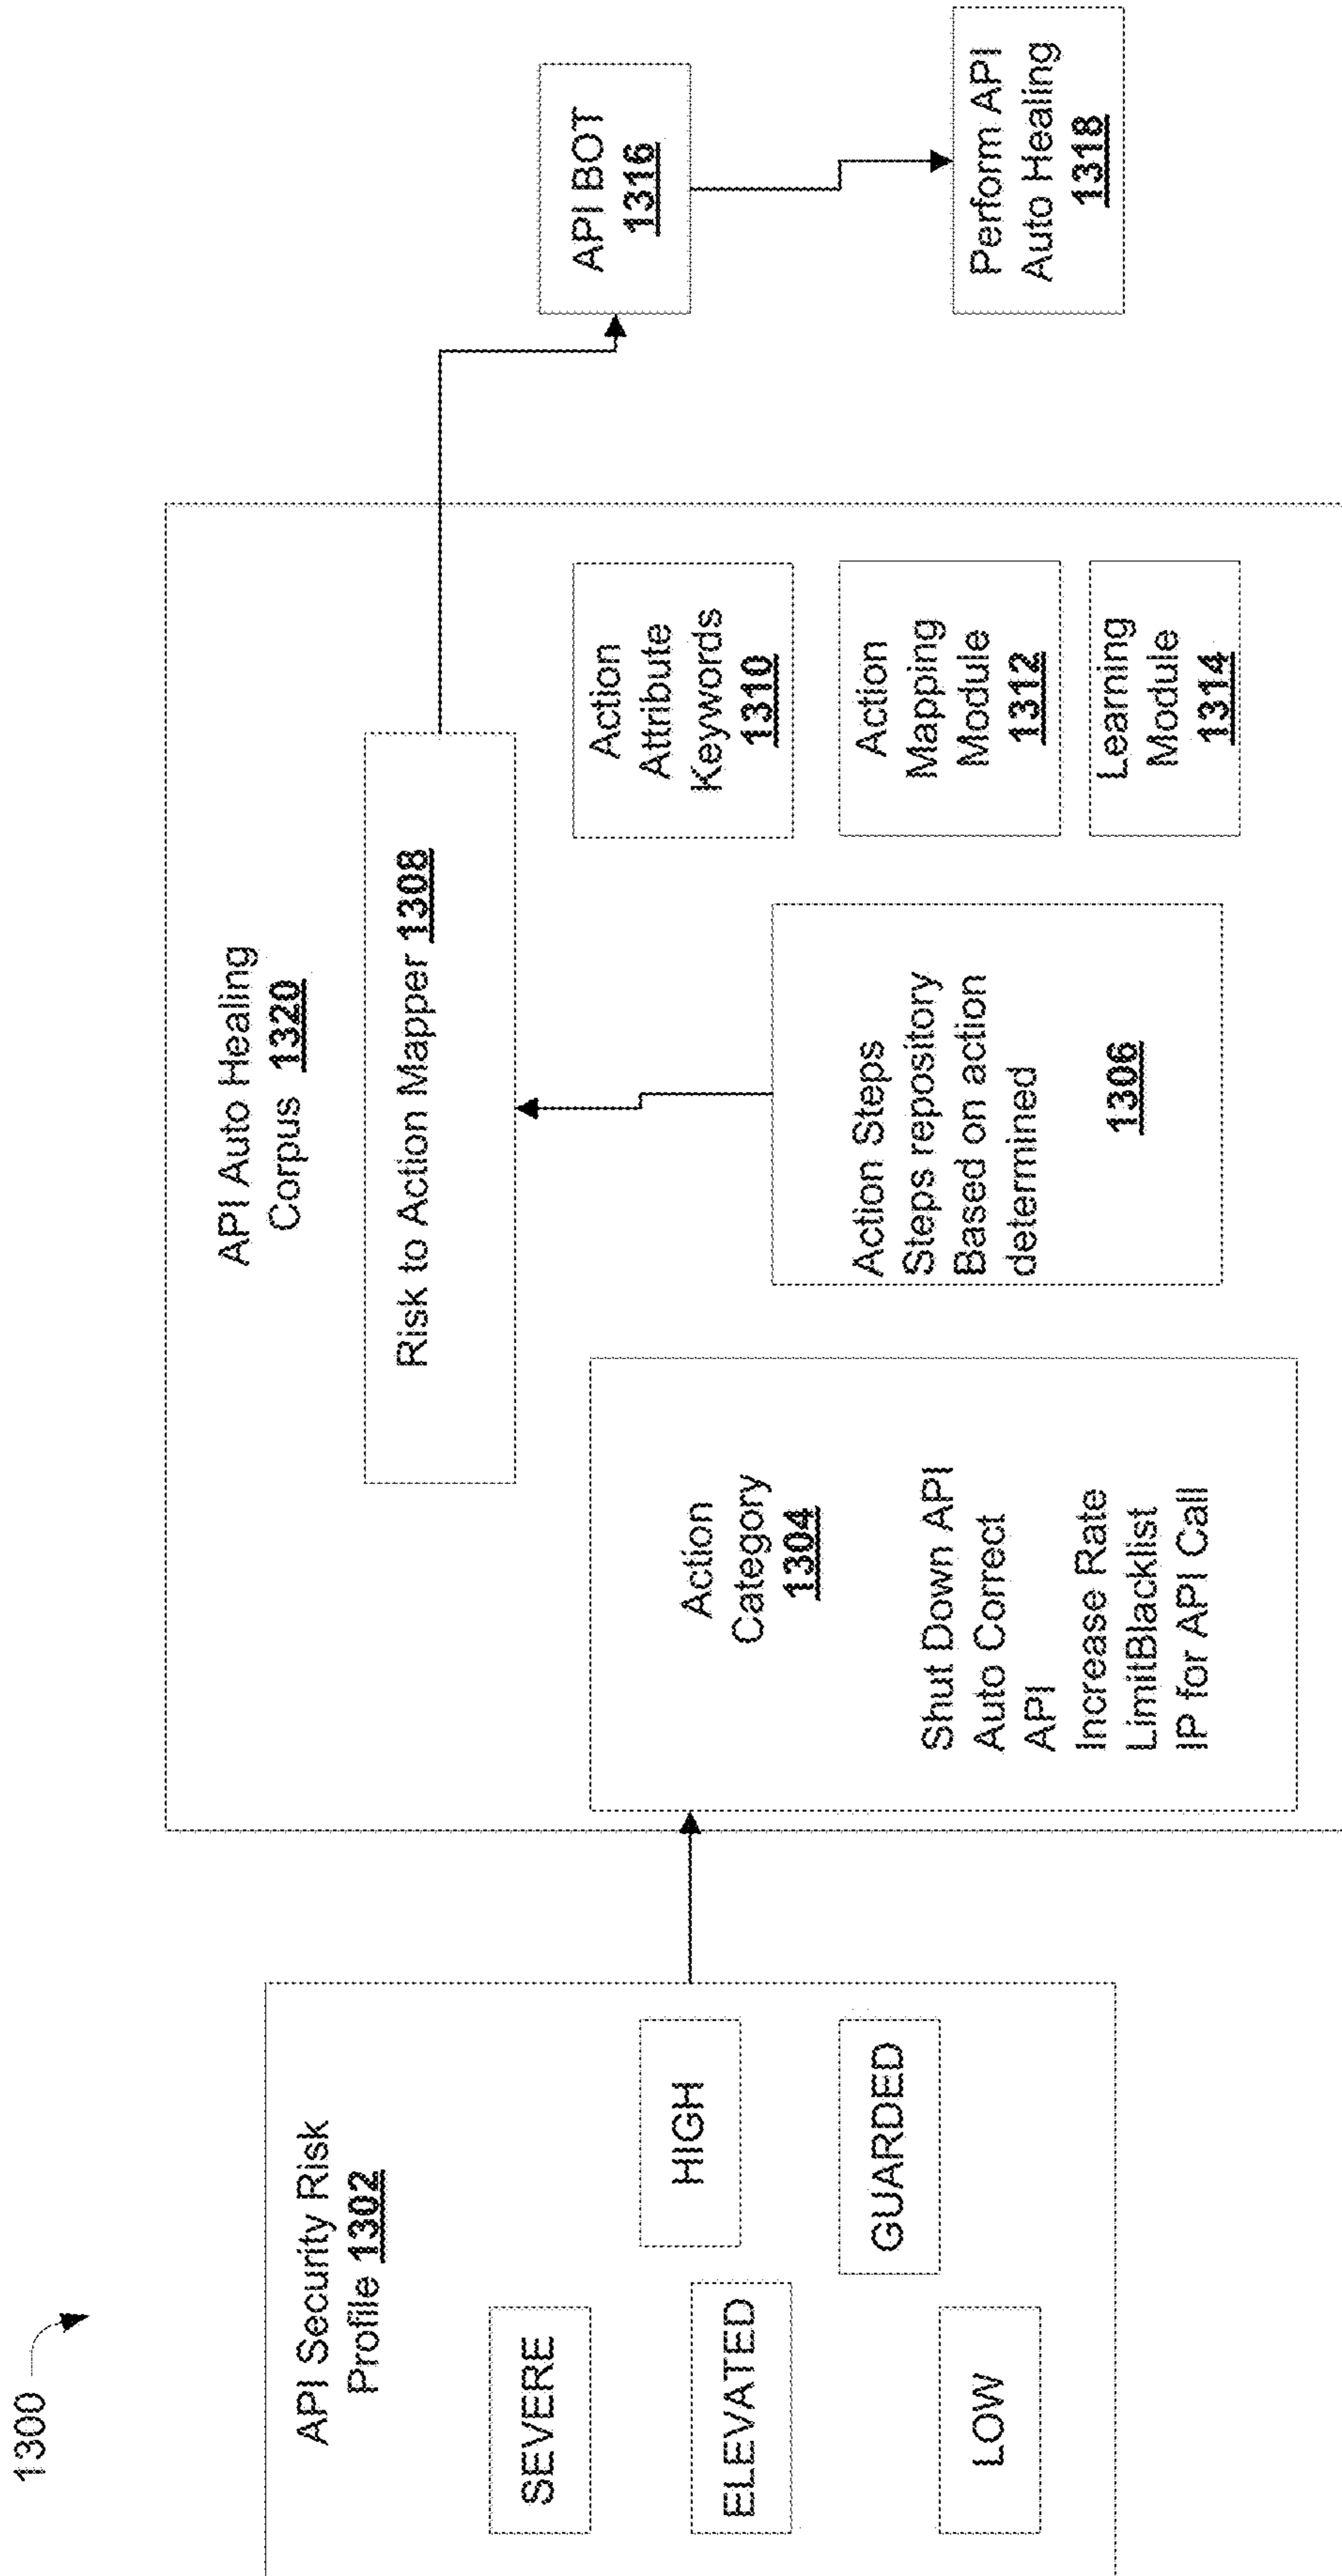 1300
API Security Risk
Profile 1302
SEVERE
HIGH
ELEVATED
GUARDED
LOW
API Auto Healing
Corpus 1320
Risk to Action Mapper 1308
Action
Category
1304
Shut Down API
Auto Correct
API
Increase Rate
LimitBlacklist
IP for API Call
Action Steps
Steps repository
Based on action
determined
1306
Action
Attribute
Keywords
1310
Action
Mapping
Module
1312
Learning
Module
1314
API BOT
1316
Perform API
Auto Healing
1318